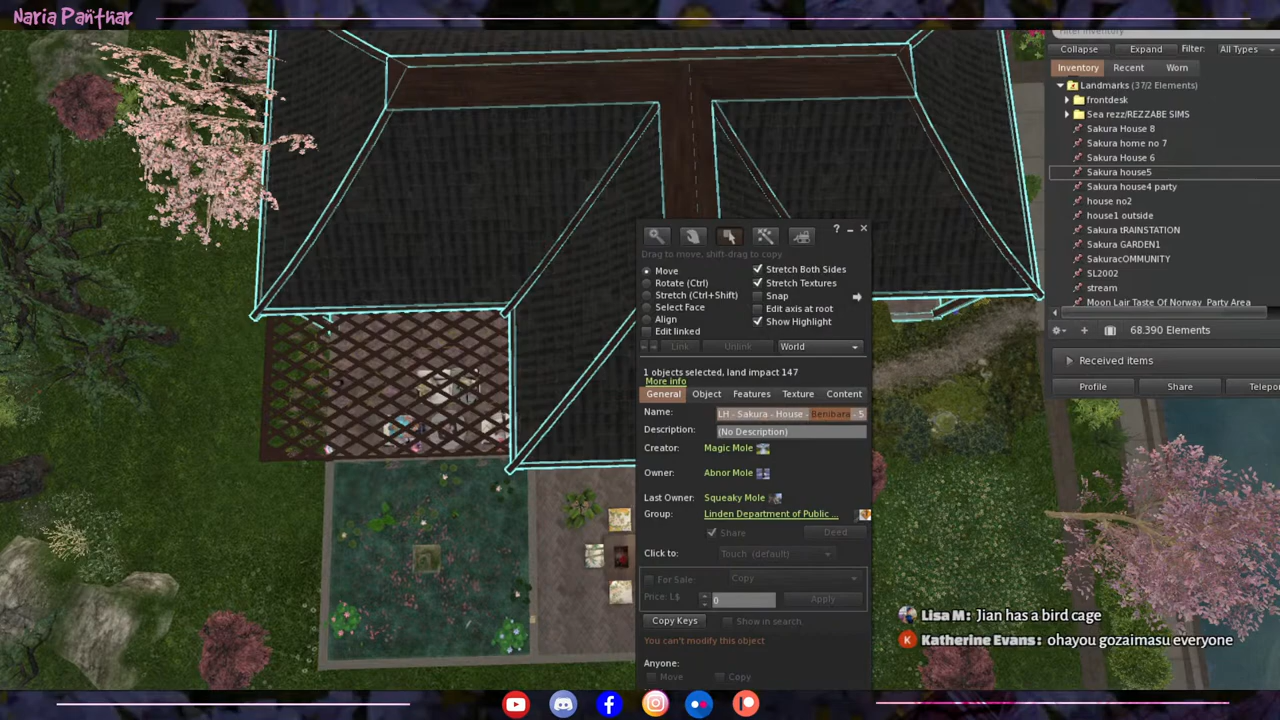 Naria Panthar
Filter Inventory
Collapse Expand Filter: All Types
Inventory Recent Worn
Landmarks (37/2 Elements)
frontdesk
Sea rezz/REZZABE SIMS
Sakura House 8
Sakura home no 7
Sakura House 6
Sakura house5
Sakura house4 party
house no2
house1 outside
Sakura tRAINSTATION
Sakura GARDEN1
SakuracOMMUNITY
SL2002
stream
Moon Lair Taste Of Norway_Party Area
68.390 Elements
Received items
Profile Share Telepo
?
Drag to move, shift-drag to copy
Move
Rotate (Ctrl)
Stretch (Ctrl+Shift)
Select Face
Align
Edit linked
Stretch Both Sides
Stretch Textures
Snap
Edit axis at root
Show Highlight
Link Unlink World
1 objects selected, land impact 147
More info
General Object Features Texture Content
Name: LH - Sakura - House - Benibara - 5
Description: (No Description)
Creator: Magic Mole
Owner: Abnor Mole
Last Owner: Squeaky Mole
Group: Linden Department of Public ...
Share Deed
Click to: Touch (default)
For Sale: Copy
Price: L$ 0 Apply
Copy Keys Show in search
You can't modify this object
Anyone:
Move Copy
Lisa M: Jian has a bird cage
K Katherine Evans: ohayou gozaimasu everyone